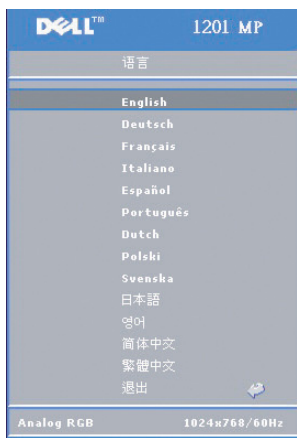 DELL™ 1201 MP
语言
English
Deutsch
Français
Italiano
Español
Português
Dutch
Polski
Svenska
日本語
영어
简体中文
繁體中文
退出
Analog RGB 1024x768/60Hz